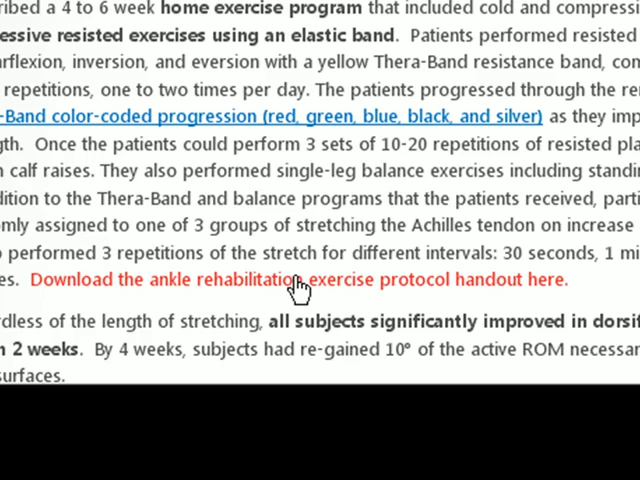 ribed a 4 to 6 week home exercise program that included cold and compressi
essive resisted exercises using an elastic band. Patients performed resisted
rflexion, inversion, and eversion with a yellow Thera-Band resistance band, con
repetitions, one to two times per day. The patients progressed through the re
-Band color-coded progression (red, green, blue, black, and silver) as they imp
gth. Once the patients could perform 3 sets of 10-20 repetitions of resisted pla
n calf raises. They also performed single-leg balance exercises including standi
dition to the Thera-Band and balance programs that the patients received, parti
omly assigned to one of 3 groups of stretching the Achilles tendon on increase
p performed 3 repetitions of the stretch for different intervals: 30 seconds, 1 mi
es. Download the ankle rehabilitation exercise protocol handout here.
rdless of the length of stretching, all subjects significantly improved in dorsif
n 2 weeks. By 4 weeks, subjects had re-gained 10° of the active ROM necessar
surfaces.